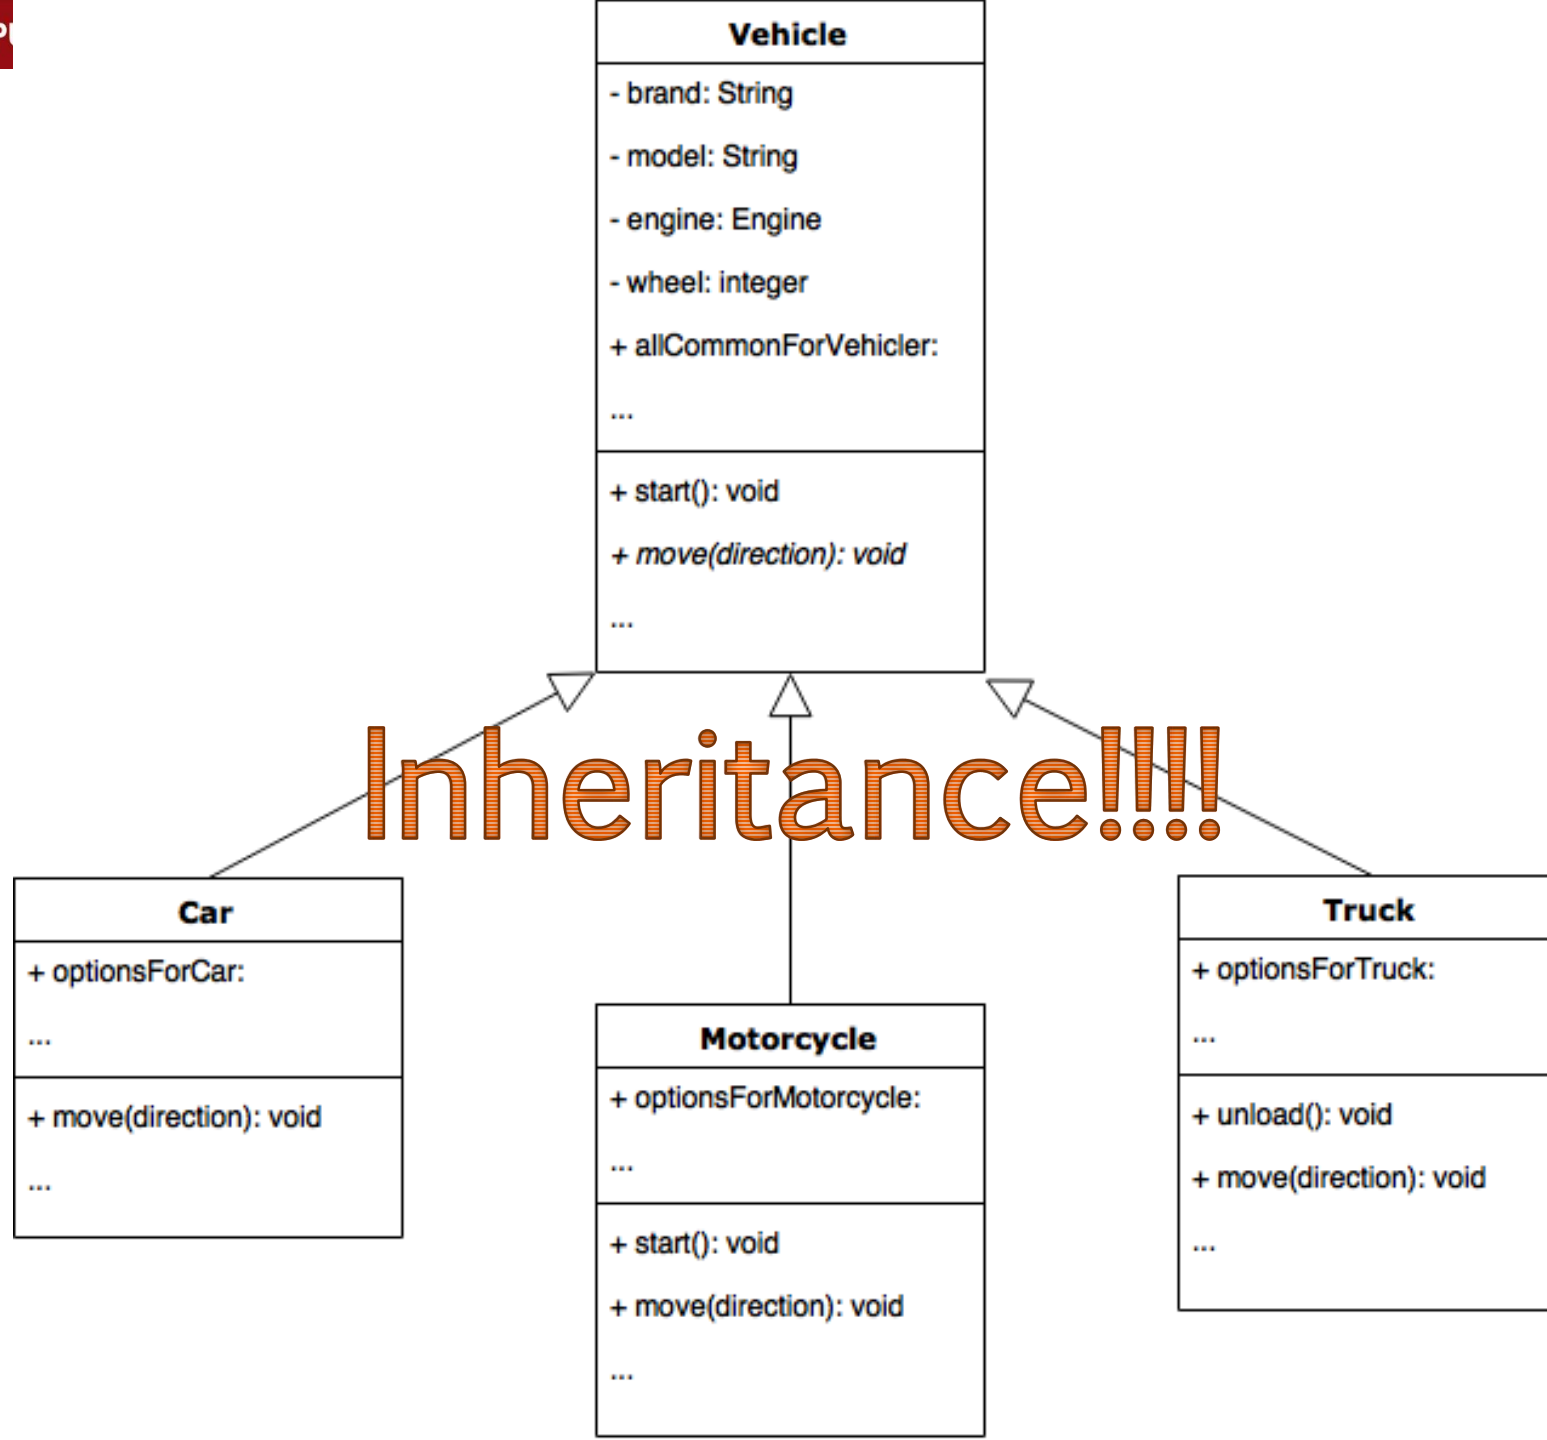 Vehicle
- brand: String
- model: String
- engine: Engine
- wheel: integer
+ allCommonForVehicler:
...
+ start(): void
+ move(direction): void
...
Inheritance!!!!
Car
+ optionsForCar:
...
+ move(direction): void
...
Motorcycle
+ optionsForMotorcycle:
...
+ start(): void
+ move(direction): void
...
Truck
+ optionsForTruck:
...
+ unload(): void
+ move(direction): void
...